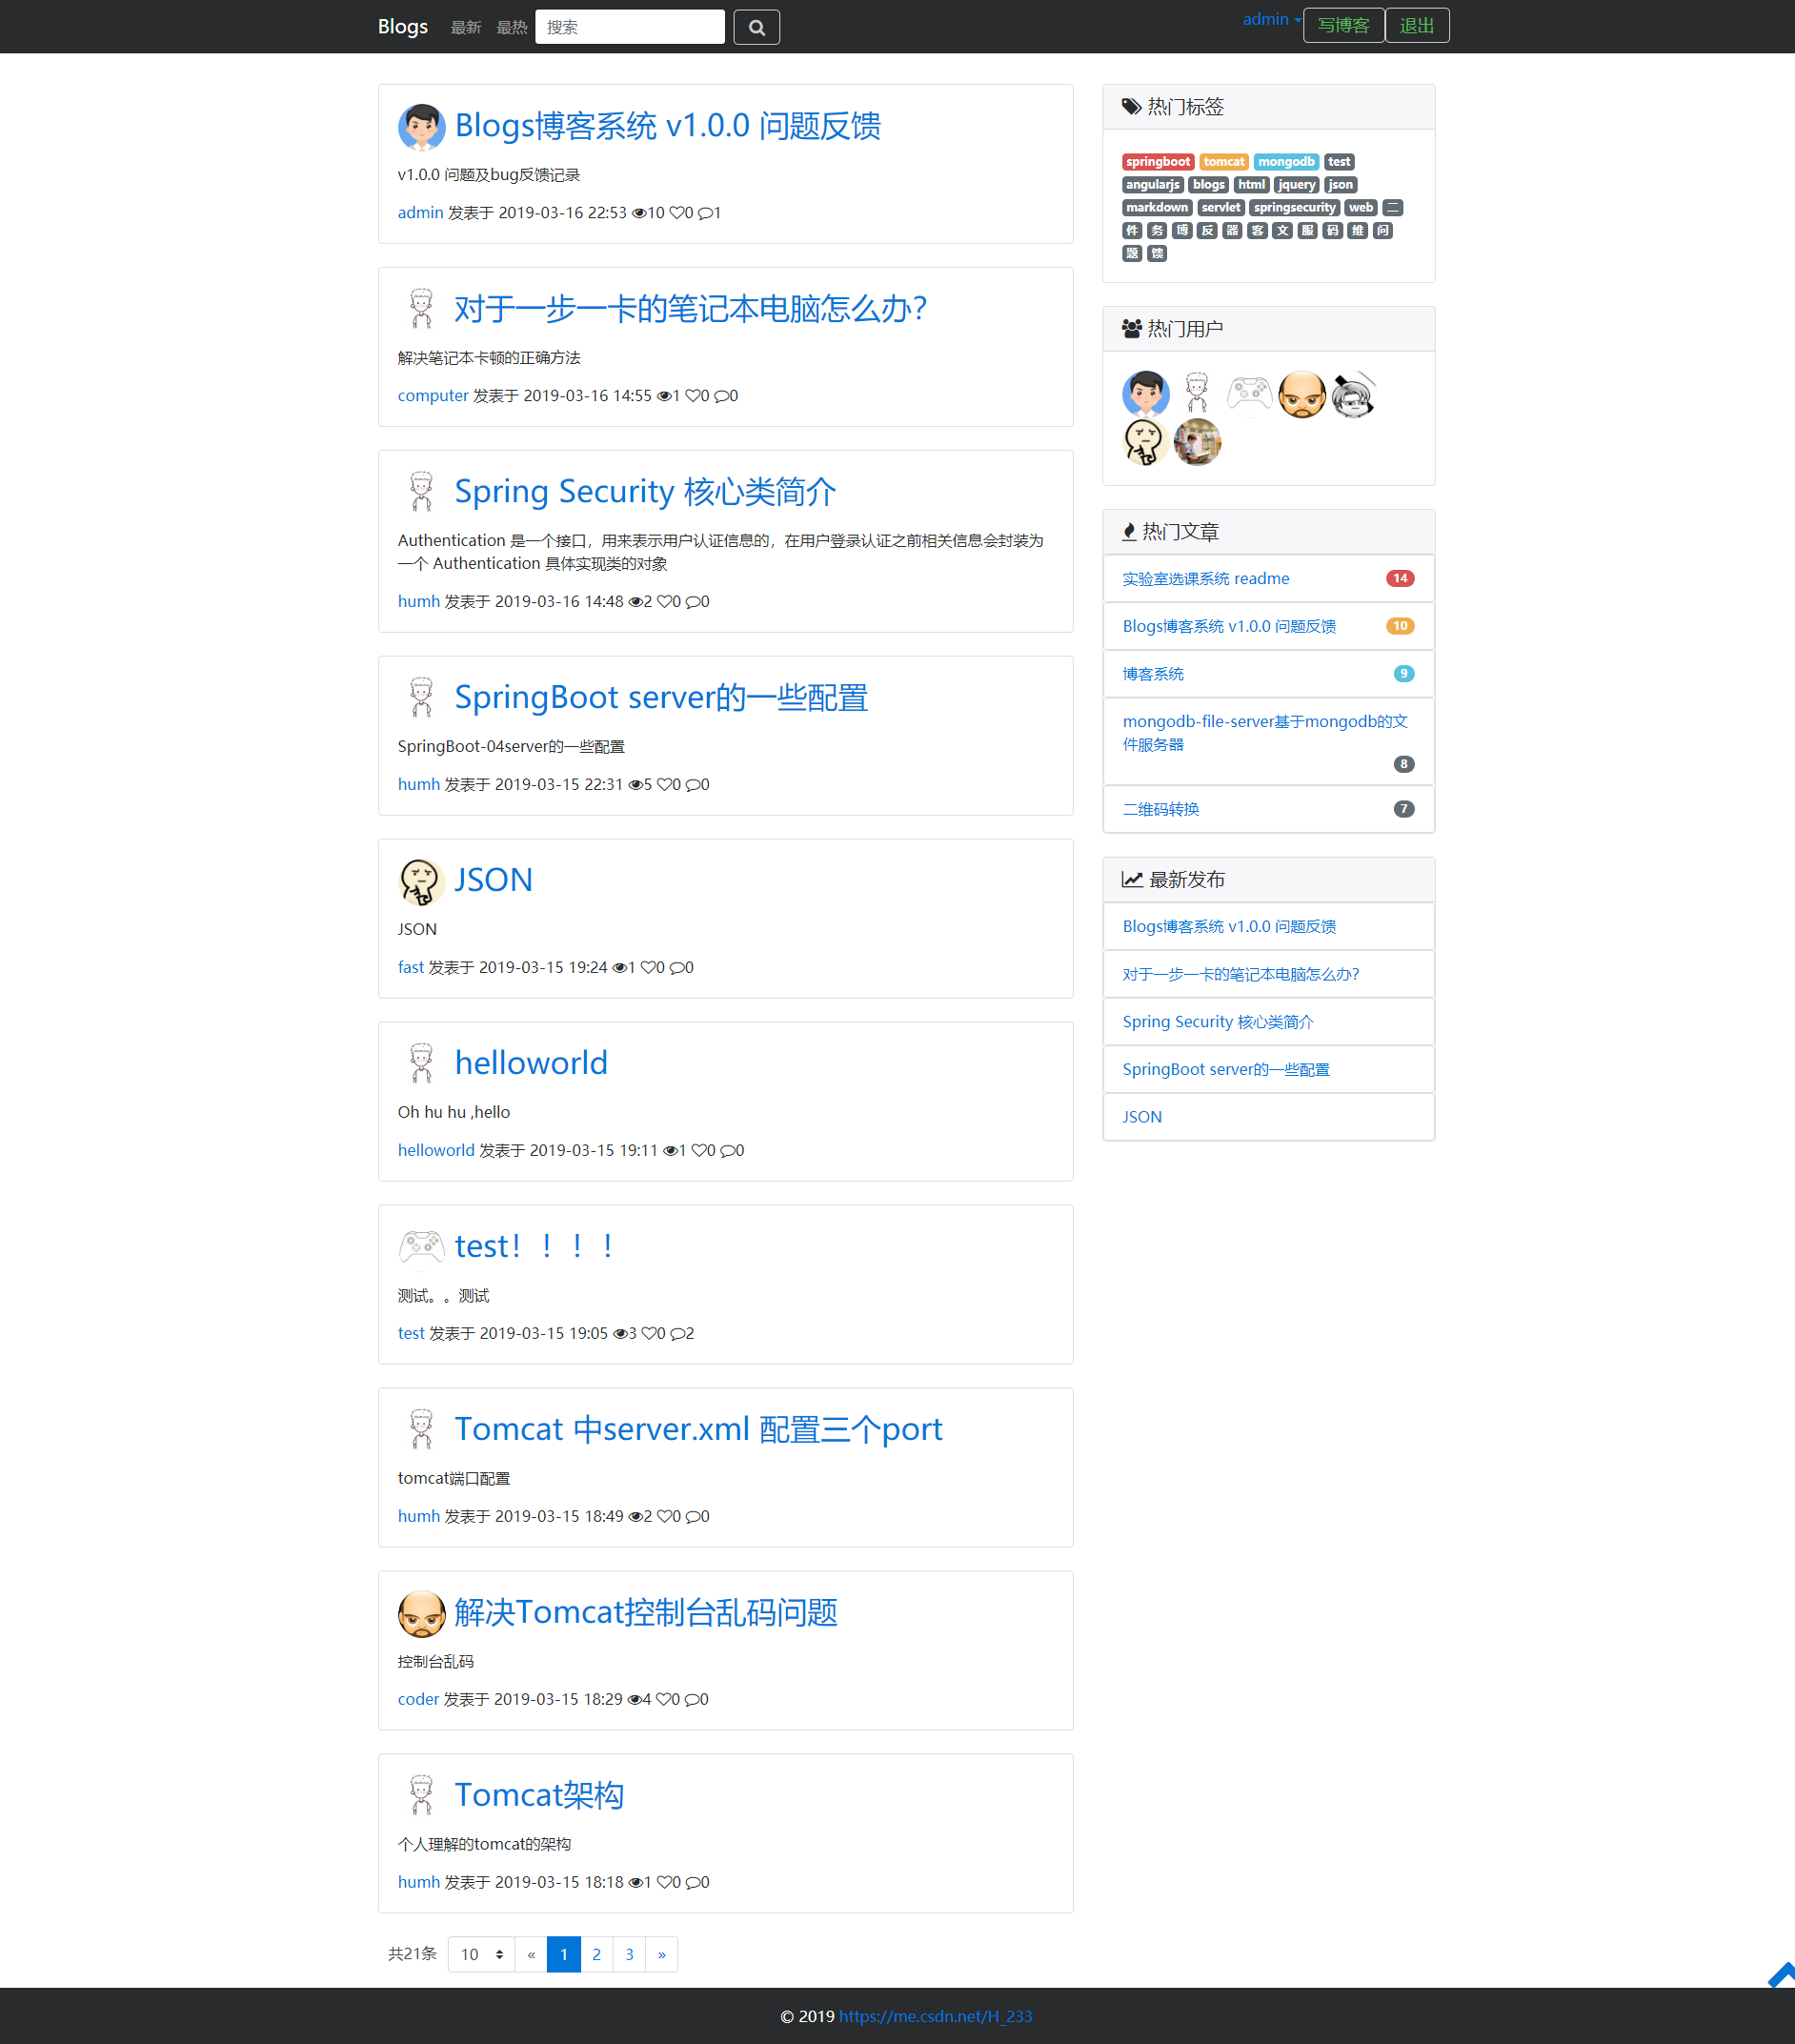 Blogs 最新 最热 搜索 admin 写博客 退出
Blogs博客系统 v1.0.0 问题反馈
v1.0.0 问题及bug反馈记录
admin 发表于 2019-03-16 22:53 10 0 1
对于一步一卡的笔记本电脑怎么办?
解决笔记本卡顿的正确方法
computer 发表于 2019-03-16 14:55 1 0 0
Spring Security 核心类简介
Authentication 是一个接口，用来表示用户认证信息的，在用户登录认证之前相关信息会封装为
一个 Authentication 具体实现类的对象
humh 发表于 2019-03-16 14:48 2 0 0
SpringBoot server的一些配置
SpringBoot-04server的一些配置
humh 发表于 2019-03-15 22:31 5 0 0
JSON
JSON
fast 发表于 2019-03-15 19:24 1 0 0
helloworld
Oh hu hu ,hello
helloworld 发表于 2019-03-15 19:11 1 0 0
test！！！！
测试。。测试
test 发表于 2019-03-15 19:05 3 0 2
Tomcat 中server.xml 配置三个port
tomcat端口配置
humh 发表于 2019-03-15 18:49 2 0 0
解决Tomcat控制台乱码问题
控制台乱码
coder 发表于 2019-03-15 18:29 4 0 0
Tomcat架构
个人理解的tomcat的架构
humh 发表于 2019-03-15 18:18 1 0 0
共21条 10 « 1 2 3 »
热门标签
springboot tomcat mongodb test
angularjs blogs html jquery json
markdown servlet springsecurity web 二
件 务 博 反 器 客 文 服 码 维 问
题 馈
热门用户
热门文章
实验室选课系统 readme 14
Blogs博客系统 v1.0.0 问题反馈 10
博客系统 9
mongodb-file-server基于mongodb的文
件服务器
8
二维码转换 7
最新发布
Blogs博客系统 v1.0.0 问题反馈
对于一步一卡的笔记本电脑怎么办?
Spring Security 核心类简介
SpringBoot server的一些配置
JSON
© 2019 https://me.csdn.net/H_233